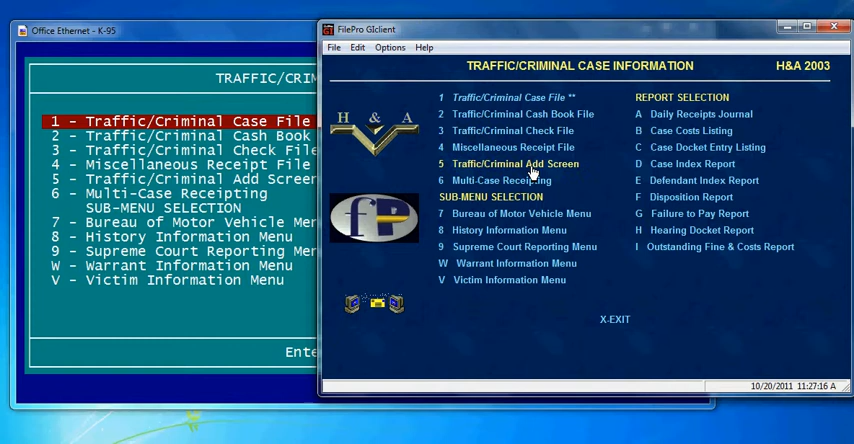 Office Ethernet - K-95
TRAFFIC/CRIM
1 - Traffic/Criminal Case File
2 - Traffic/Criminal Cash Book
3 - Traffic/Criminal Check File
4 - Miscellaneous Receipt File
5 - Traffic/Criminal Add Screen
6 - Multi-Case Receipting
SUB-MENU SELECTION
7 - Bureau of Motor Vehicle Men
8 - History Information Menu
9 - Supreme Court Reporting Me
W - Warrant Information Menu
V - Victim Information Menu
Ente
FilePro GIclient
File Edit Options Help
TRAFFIC/CRIMINAL CASE INFORMATION H&A 2003
H & A
fP
1 Traffic/Criminal Case File **
2 Traffic/Criminal Cash Book File
3 Traffic/Criminal Check File
4 Miscellaneous Receipt File
5 Traffic/Criminal Add Screen
6 Multi-Case Receipting
SUB-MENU SELECTION
7 Bureau of Motor Vehicle Menu
8 History Information Menu
9 Supreme Court Reporting Menu
W Warrant Information Menu
V Victim Information Menu
REPORT SELECTION
A Daily Receipts Journal
B Case Costs Listing
C Case Docket Entry Listing
D Case Index Report
E Defendant Index Report
F Disposition Report
G Failure to Pay Report
H Hearing Docket Report
I Outstanding Fine & Costs Report
X-EXIT
10/20/2011 11:27:16 A